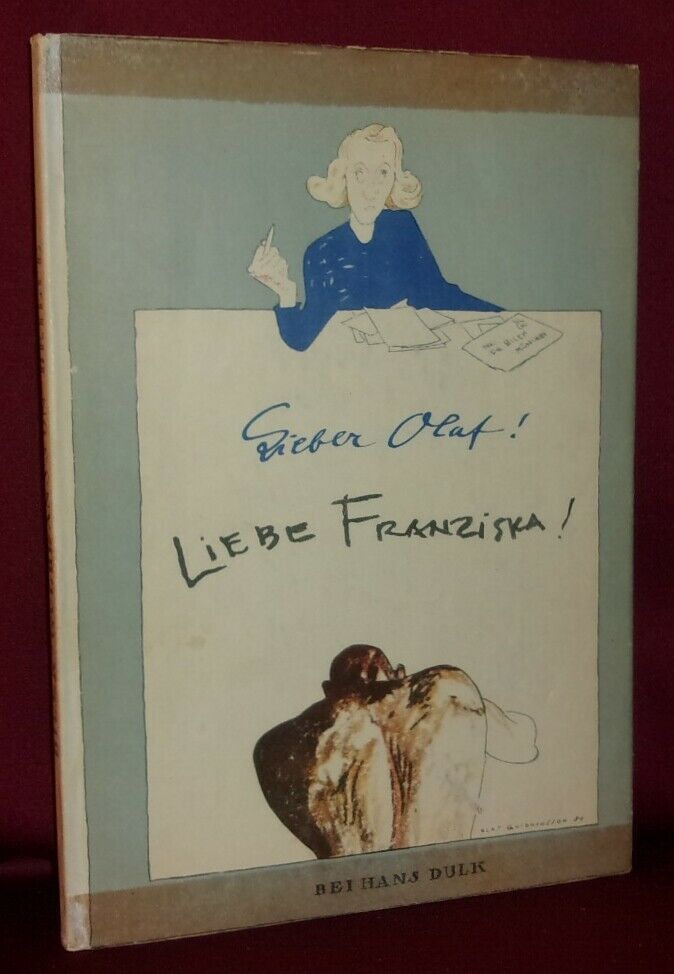 Lieber Olaf!
LIEBE FRANZISKA!
BEI HANS DULK